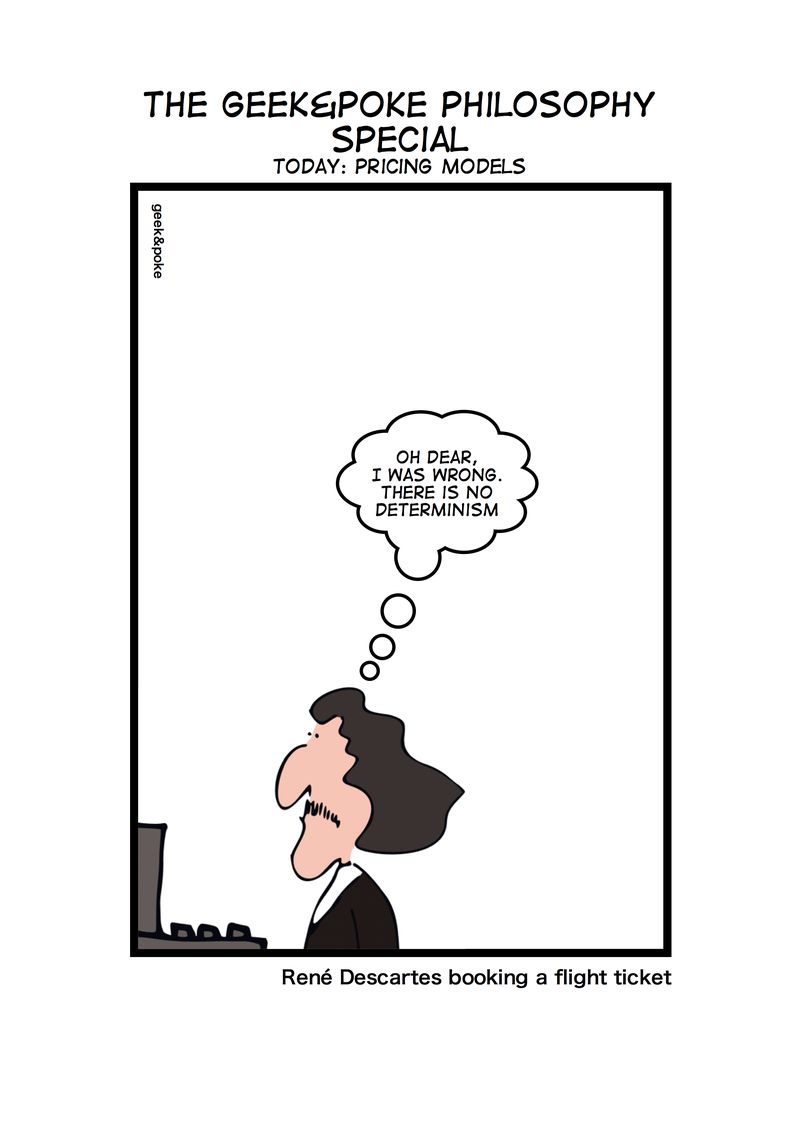 THE GEEK&POKE PHILOSOPHY
SPECIAL
TODAY: PRICING MODELS
geek&poke
OH DEAR,
I WAS WRONG.
THERE IS NO
DETERMINISM
René Descartes booking a flight ticket